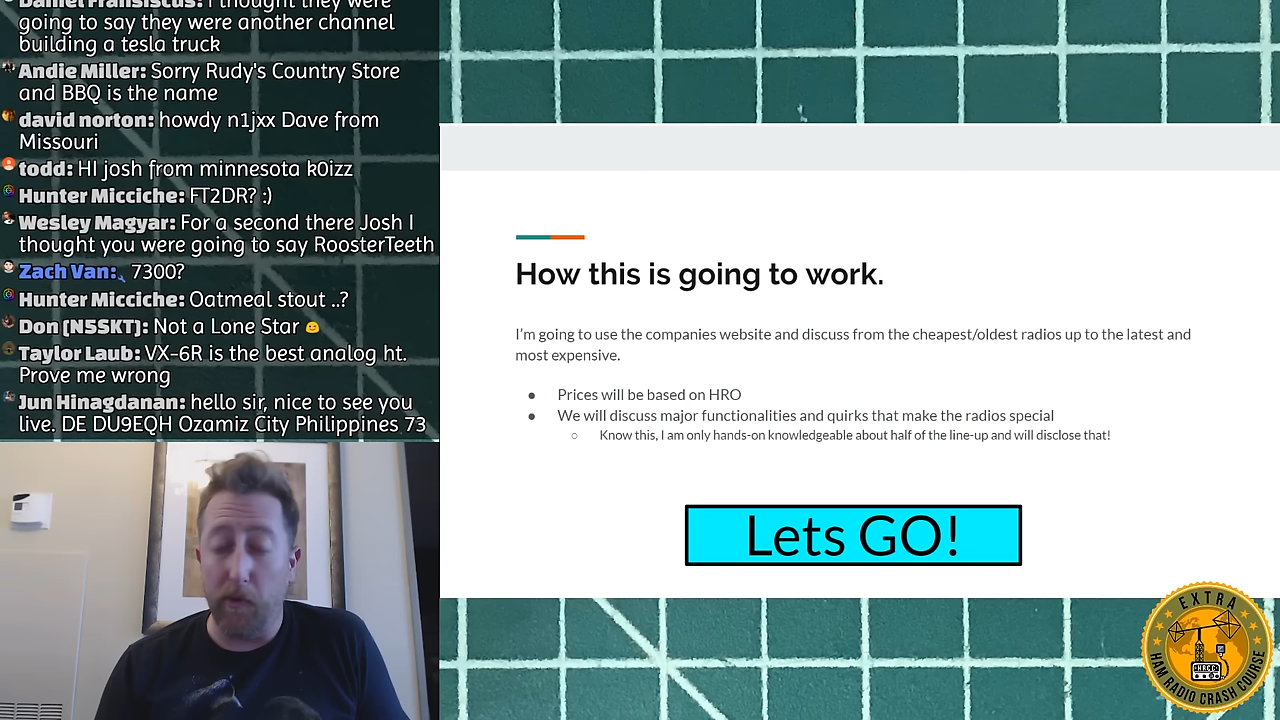 Daniel Fransiscus: I thought they were
going to say they were another channel
building a tesla truck
Andie Miller: Sorry Rudy's Country Store
and BBQ is the name
david norton: howdy n1jxx Dave from
Missouri
todd: HI josh from minnesota k0izz
Hunter Micciche: FT2DR? :)
Wesley Magyar: For a second there Josh I
thought you were going to say RoosterTeeth
Zach Van: 7300?
Hunter Micciche: Oatmeal stout ..?
Don (N5SKT): Not a Lone Star
Taylor Laub: VX-6R is the best analog ht.
Prove me wrong
Jun Hinagdanan: hello sir, nice to see you
live. DE DU9EQH Ozamiz City Philippines 73
How this is going to work.
I'm going to use the companies website and discuss from the cheapest/oldest radios up to the latest and
most expensive.
● Prices will be based on HRO
● We will discuss major functionalities and quirks that make the radios special
○ Know this, I am only hands-on knowledgeable about half of the line-up and will disclose that!
Lets GO!
EXTRA
H.R.C.C
HAM RADIO CRASH COURSE